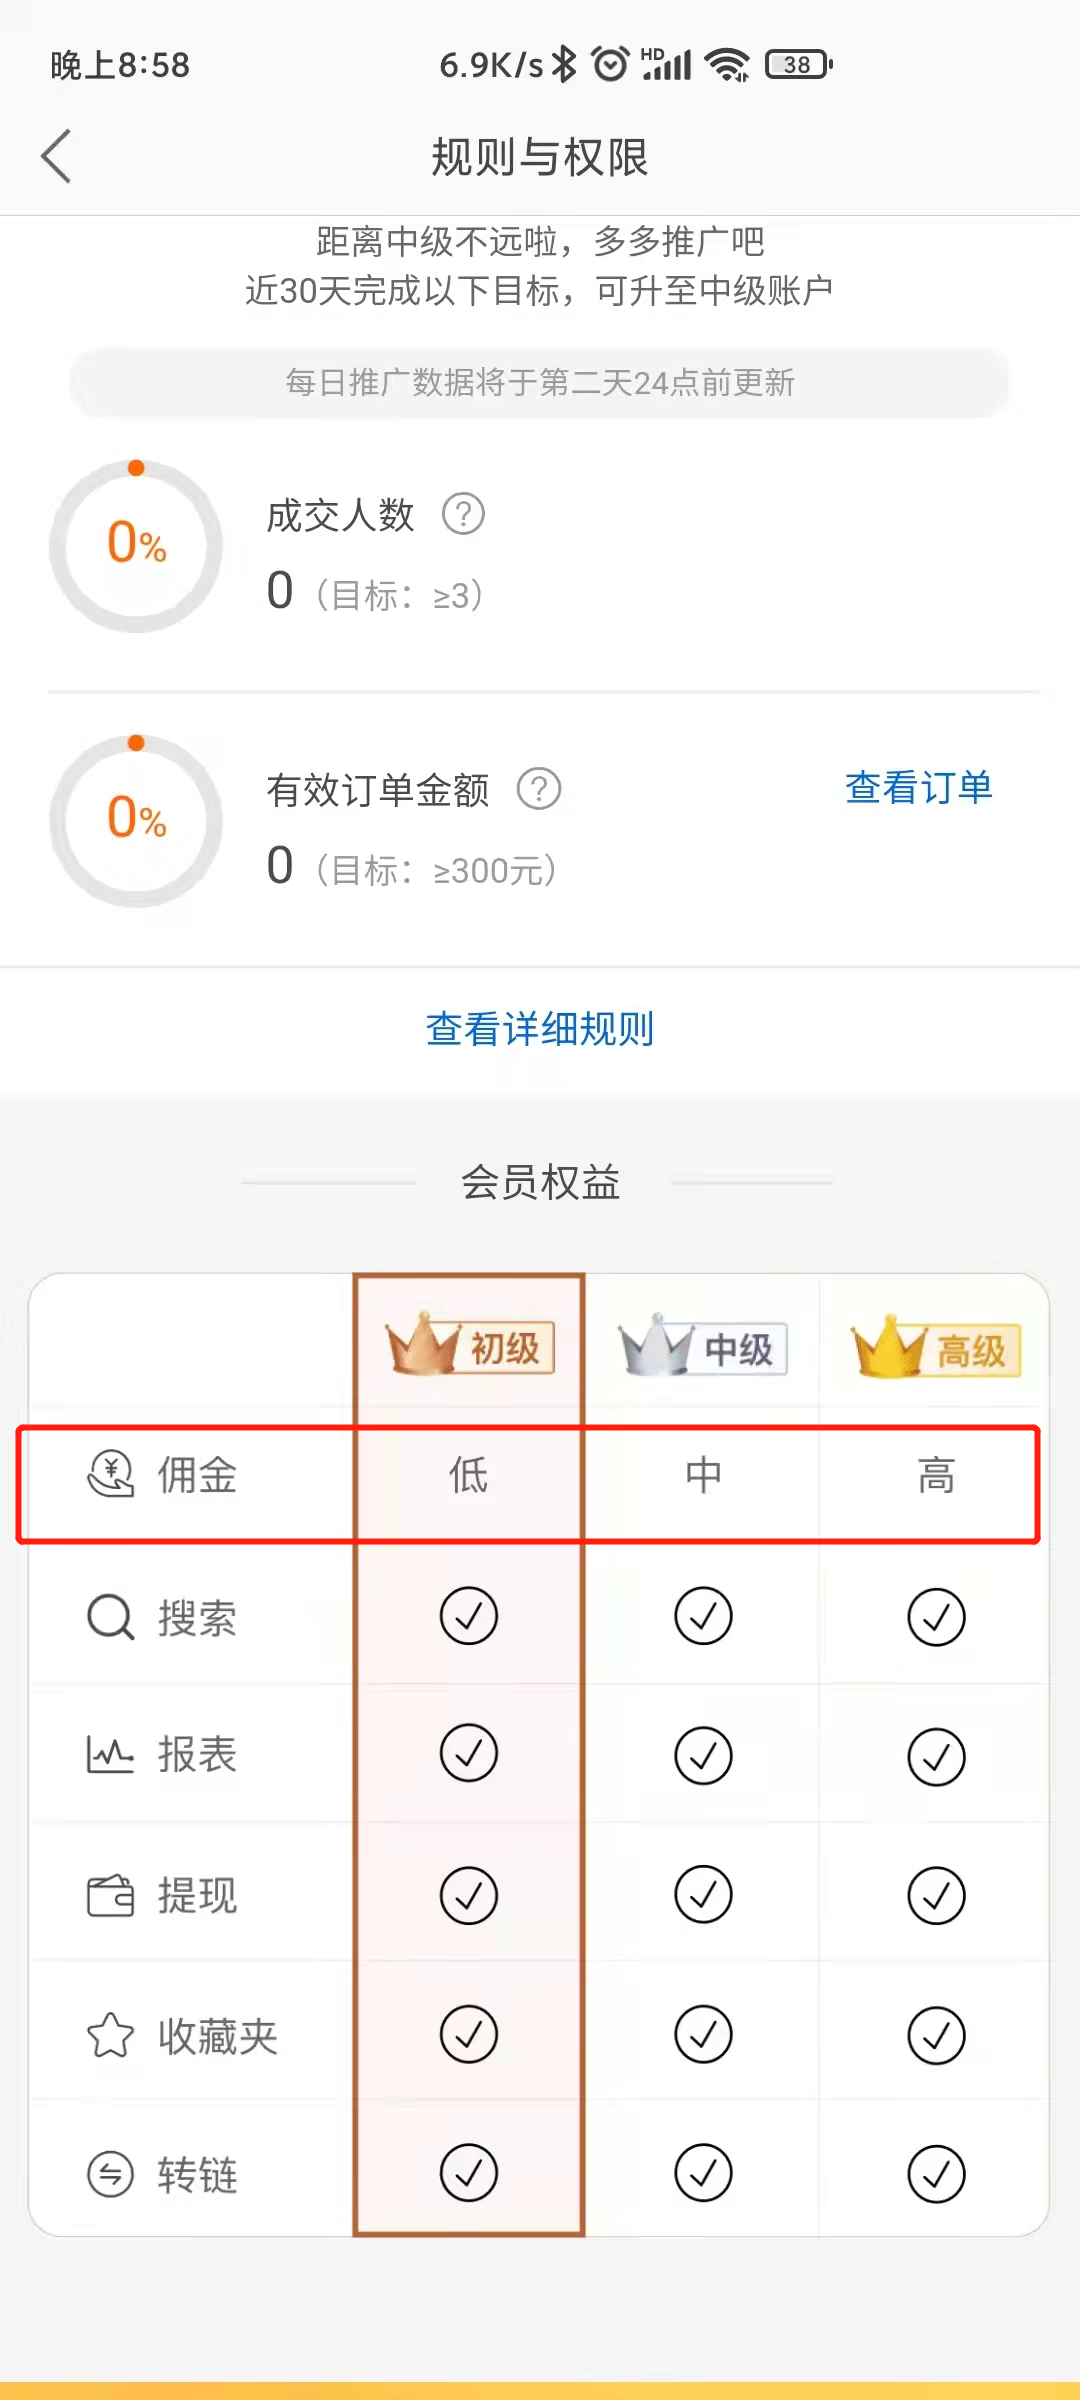 晚上8:58
6.9K/s HD 38
规则与权限
距离中级不远啦，多多推广吧
近30天完成以下目标，可升至中级账户
每日推广数据将于第二天24点前更新
0%
成交人数 ?
0（目标：≥3）
0%
有效订单金额 ? 查看订单
0（目标：≥300元）
查看详细规则
会员权益
初级 中级 高级
佣金 低 中 高
搜索
报表
提现
收藏夹
转链